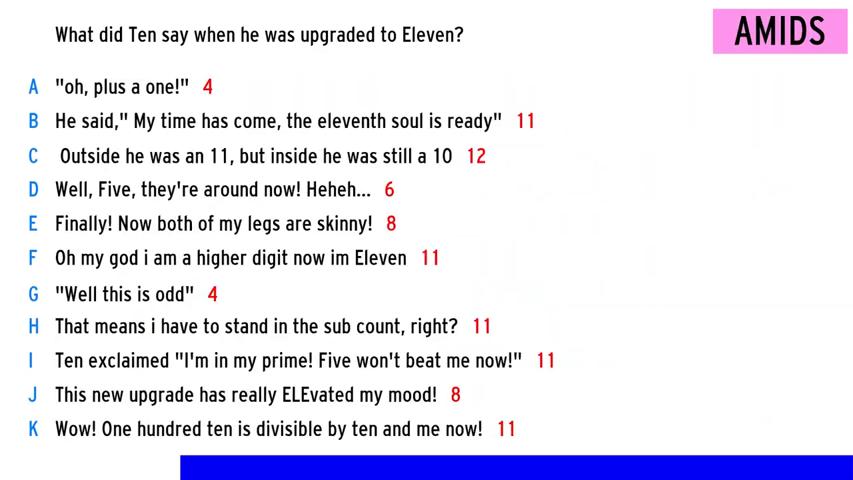 What did Ten say when he was upgraded to Eleven?
AMIDS
A "oh, plus a one!" 4
B He said," My time has come, the eleventh soul is ready" 11
C Outside he was an 11, but inside he was still a 10 12
D Well, Five, they're around now! Heheh... 6
E Finally! Now both of my legs are skinny! 8
F Oh my god i am a higher digit now im Eleven 11
G "Well this is odd" 4
H That means i have to stand in the sub count, right? 11
I Ten exclaimed "I'm in my prime! Five won't beat me now!" 11
J This new upgrade has really ELEvated my mood! 8
K Wow! One hundred ten is divisible by ten and me now! 11